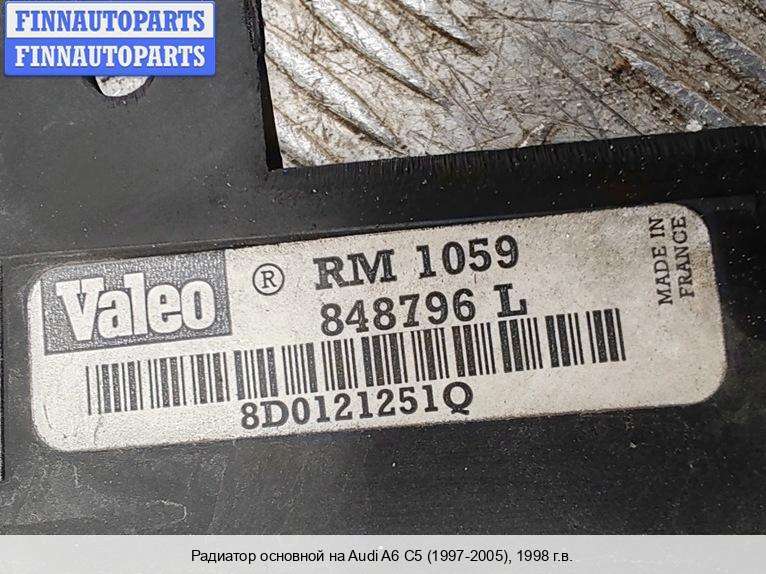 FINNAUTOPARTS
FINNAUTOPARTS
Valeo ® RM 1059
848796 L
MADE IN
FRANCE
8D0121251Q
Радиатор основной на Audi A6 C5 (1997-2005), 1998 г.в.